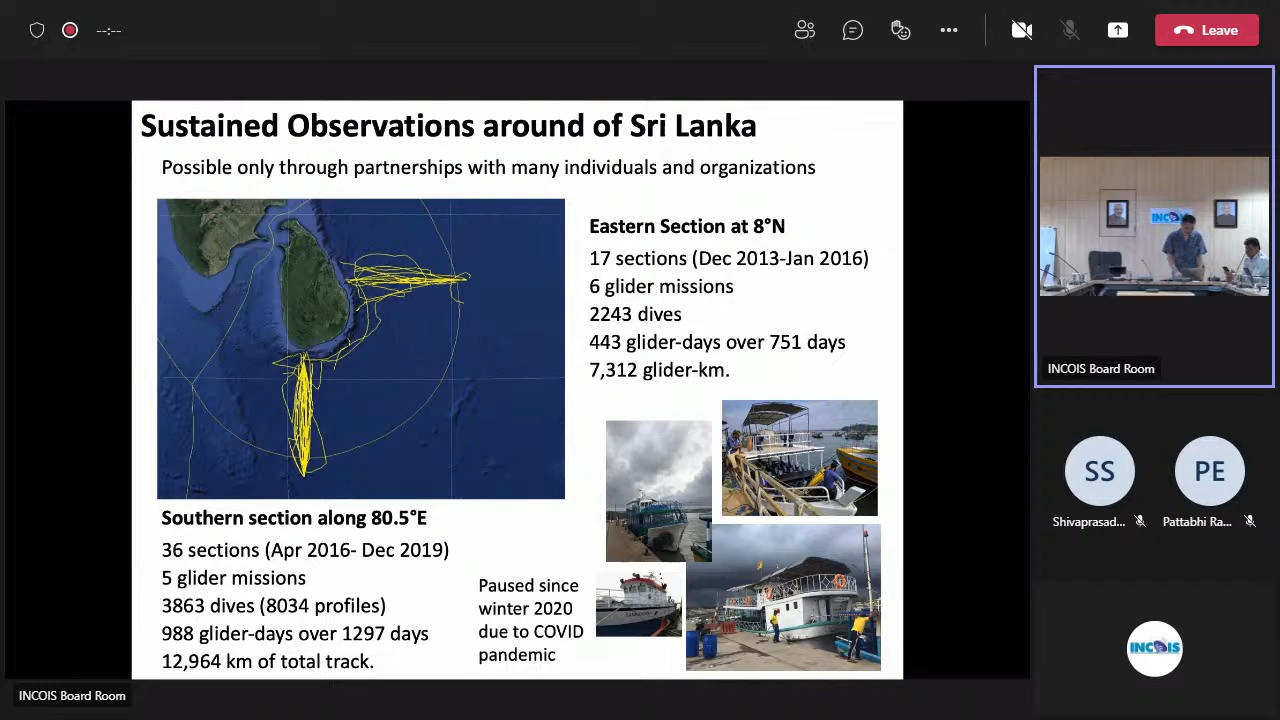 --:--
Leave
Sustained Observations around of Sri Lanka
Possible only through partnerships with many individuals and organizations
Eastern Section at 8°N
17 sections (Dec 2013-Jan 2016)
6 glider missions
2243 dives
443 glider-days over 751 days
7,312 glider-km.
Southern section along 80.5°E
36 sections (Apr 2016- Dec 2019)
5 glider missions
3863 dives (8034 profiles)
988 glider-days over 1297 days
12,964 km of total track.
Paused since
winter 2020
due to COVID
pandemic
INCOIS Board Room
INCOIS Board Room
SS
PE
Shivaprasad...
Pattabhi Ra...
INCOIS